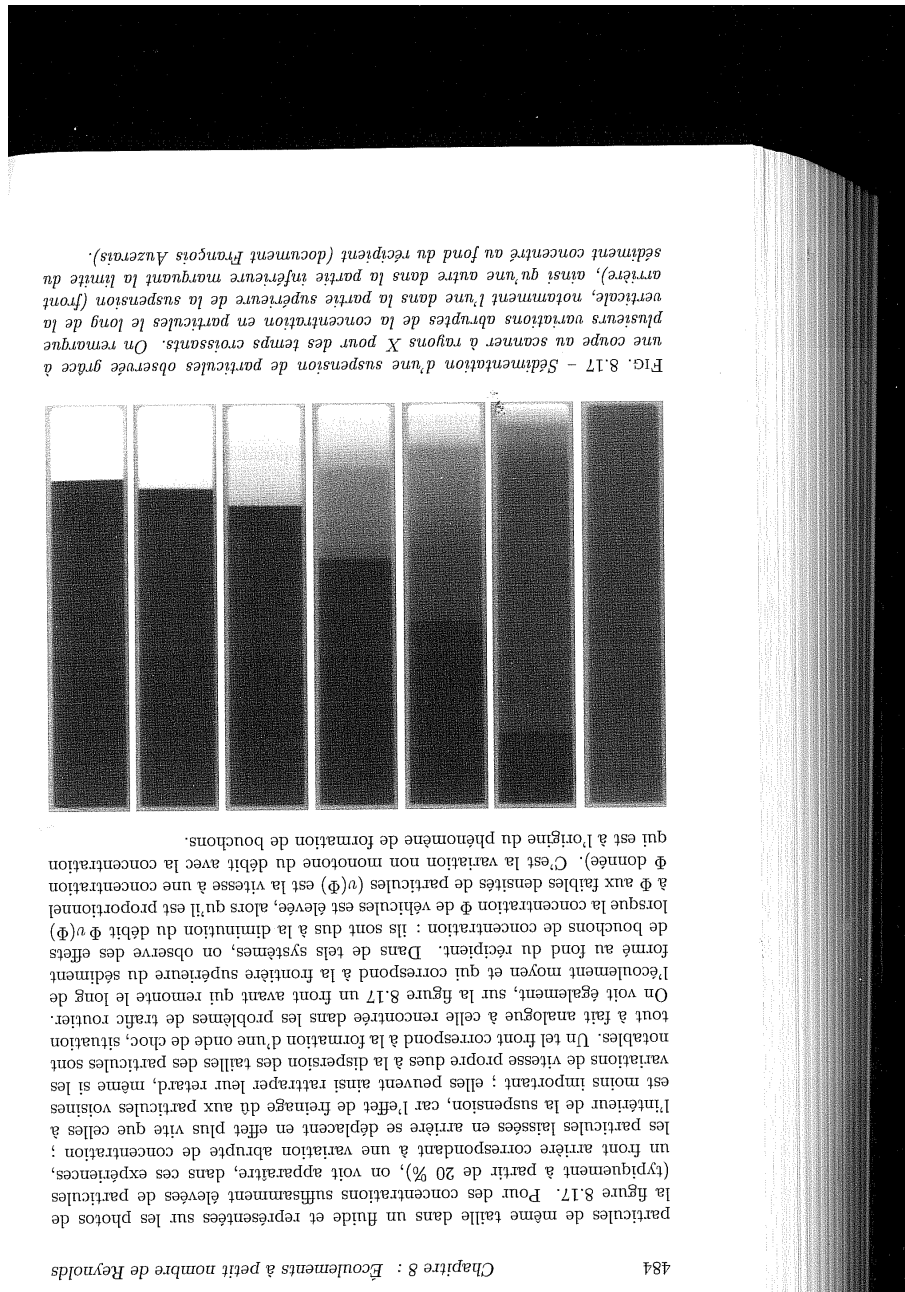 484 Chapitre 8 : Écoulements à petit nombre de Reynolds
particules de même taille dans un fluide et représentées sur les photos de
la figure 8.17. Pour des concentrations suffisamment élevées de particules
(typiquement à partir de 20 %), on voit apparaître, dans ces expériences,
un front arrière correspondant à une variation abrupte de concentration ;
les particules laissées en arrière se déplacent en effet plus vite que celles à
l'intérieur de la suspension, car l'effet de freinage dû aux particules voisines
est moins important ; elles peuvent ainsi rattraper leur retard, même si les
variations de vitesse propre dues à la dispersion des tailles des particules sont
notables. Un tel front correspond à la formation d'une onde de choc, situation
tout à fait analogue à celle rencontrée dans les problèmes de trafic routier.
On voit également, sur la figure 8.17 un front avant qui remonte le long de
l'écoulement moyen et qui correspond à la frontière supérieure du sédiment
formé au fond du récipient. Dans de tels systèmes, on observe des effets
de bouchons de concentration : ils sont dus à la diminution du débit Φ v(Φ)
lorsque la concentration Φ de véhicules est élevée, alors qu'il est proportionnel
à Φ aux faibles densités de particules (v(Φ) est la vitesse à une concentration
Φ donnée). C'est la variation non monotone du débit avec la concentration
qui est à l'origine du phénomène de formation de bouchons.
FIG. 8.17 – Sédimentation d'une suspension de particules observée grâce à
une coupe au scanner à rayons X pour des temps croissants. On remarque
plusieurs variations abruptes de la concentration en particules le long de la
verticale, notamment l'une dans la partie supérieure de la suspension (front
arrière), ainsi qu'une autre dans la partie inférieure marquant la limite du
sédiment concentré au fond du récipient (document François Auzerais).